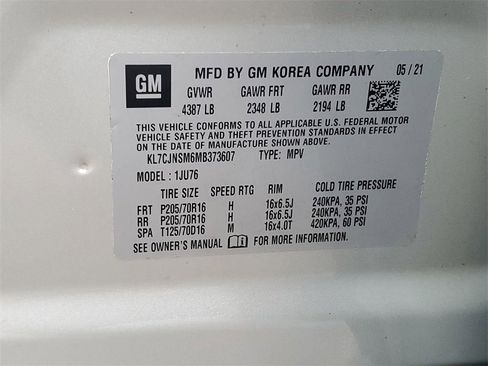 GM
MFD BY GM KOREA COMPANY 05 / 21
GVWR GAWR FRT GAWR RR
4387 LB 2348 LB 2194 LB
THIS VEHICLE CONFORMS TO ALL APPLICABLE U.S. FEDERAL MOTOR
VEHICLE SAFETY AND THEFT PREVENTION STANDARDS IN EFFECT
ON THE DATE OF MANUFACTURE SHOWN ABOVE.
KL7CJNSM6MB373607 TYPE: MPV
MODEL : 1JU76
TIRE SIZE SPEED RTG RIM COLD TIRE PRESSURE
FRT P205/70R16 H 16x6.5J 240KPA, 35 PSI
RR P205/70R16 H 16x6.5J 240KPA, 35 PSI
SPA T125/70D16 M 16x4.0T 420KPA, 60 PSI
SEE OWNER'S MANUAL i FOR MORE INFORMATION.